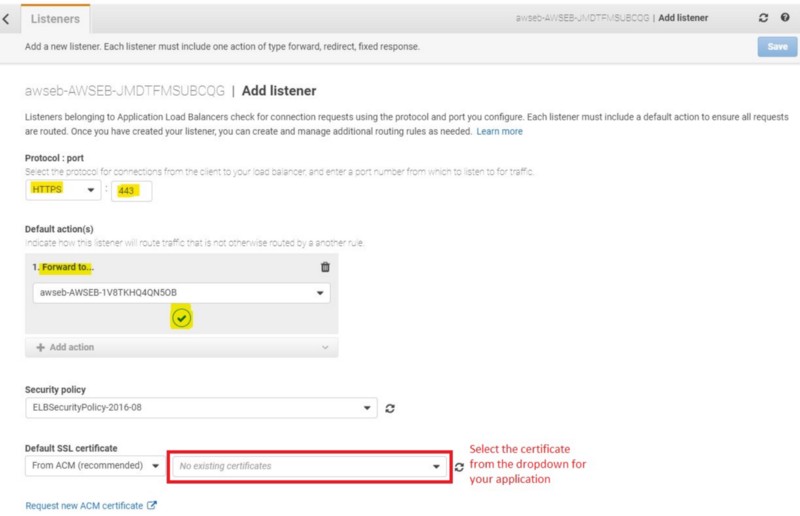 Listeners
awseb-AWSEB-JMDTFMSUBCQG | Add listener
Add a new listener. Each listener must include one action of type forward, redirect, fixed response.
Save
awseb-AWSEB-JMDTFMSUBCQG | Add listener
Listeners belonging to Application Load Balancers check for connection requests using the protocol and port you configure. Each listener must include a default action to ensure all requests
are routed. Once you have created your listener, you can create and manage additional routing rules as needed. Learn more
Protocol : port
Select the protocol for connections from the client to your load balancer, and enter a port number from which to listen to for traffic.
HTTPS : 443
Default action(s)
Indicate how this listener will route traffic that is not otherwise routed by a another rule.
1. Forward to...
awseb-AWSEB-1V8TKHQ4QN5OB
Add action
Security policy
ELBSecurityPolicy-2016-08
Default SSL certificate
From ACM (recommended)
No existing certificates
Select the certificate
from the dropdown for
your application
Request new ACM certificate